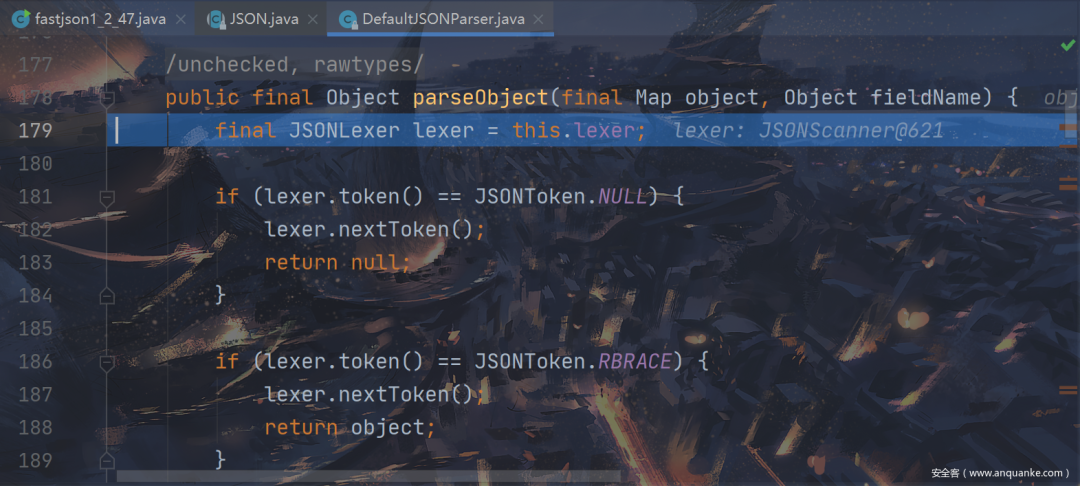 fastjson1_2_47.java JSON.java DefaultJSONParser.java
177 /unchecked, rawtypes/
178 public final Object parseObject(final Map object, Object fieldName) { obj
179 final JSONLexer lexer = this.lexer; lexer: JSONScanner@621
180
181 if (lexer.token() == JSONToken.NULL) {
182 lexer.nextToken();
183 return null;
184 }
185
186 if (lexer.token() == JSONToken.RBRACE) {
187 lexer.nextToken();
188 return object;
189 }
安全客(www.anquanke.com)